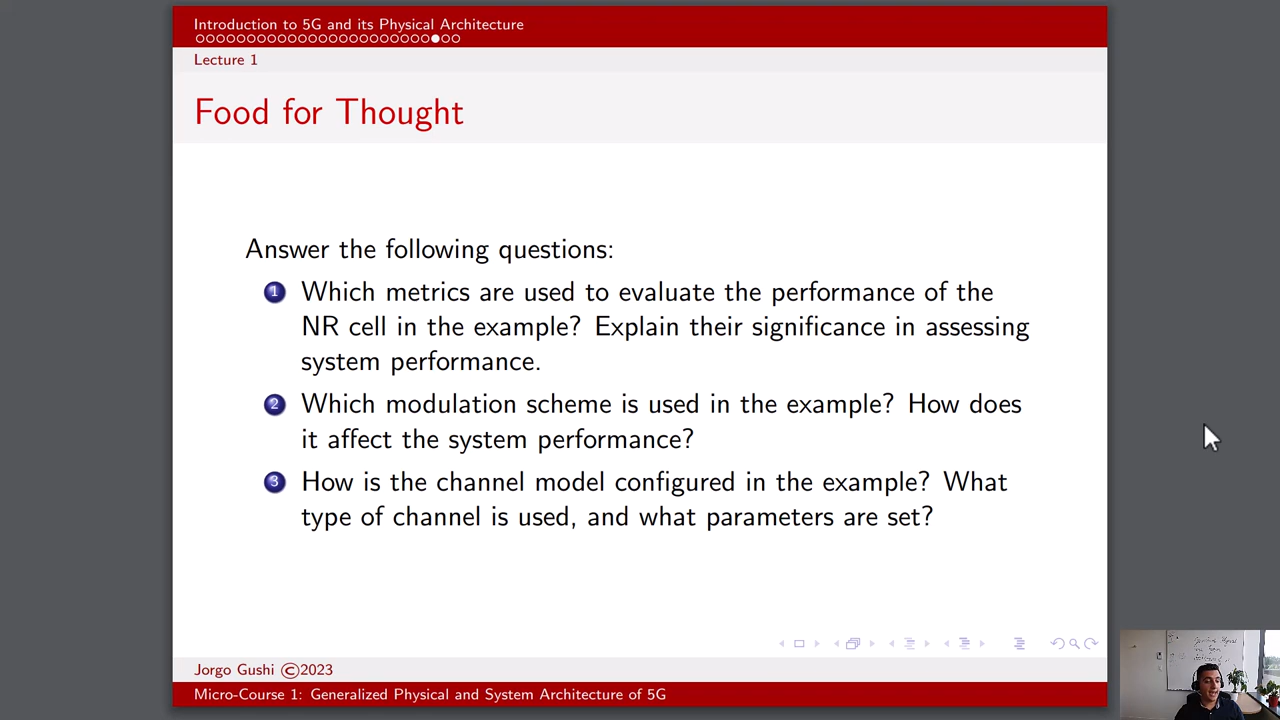 Introduction to 5G and its Physical Architecture
Lecture 1
Food for Thought
Answer the following questions:
1 Which metrics are used to evaluate the performance of the
NR cell in the example? Explain their significance in assessing
system performance.
2 Which modulation scheme is used in the example? How does
it affect the system performance?
3 How is the channel model configured in the example? What
type of channel is used, and what parameters are set?
Jorgo Gushi ©2023
Micro-Course 1: Generalized Physical and System Architecture of 5G